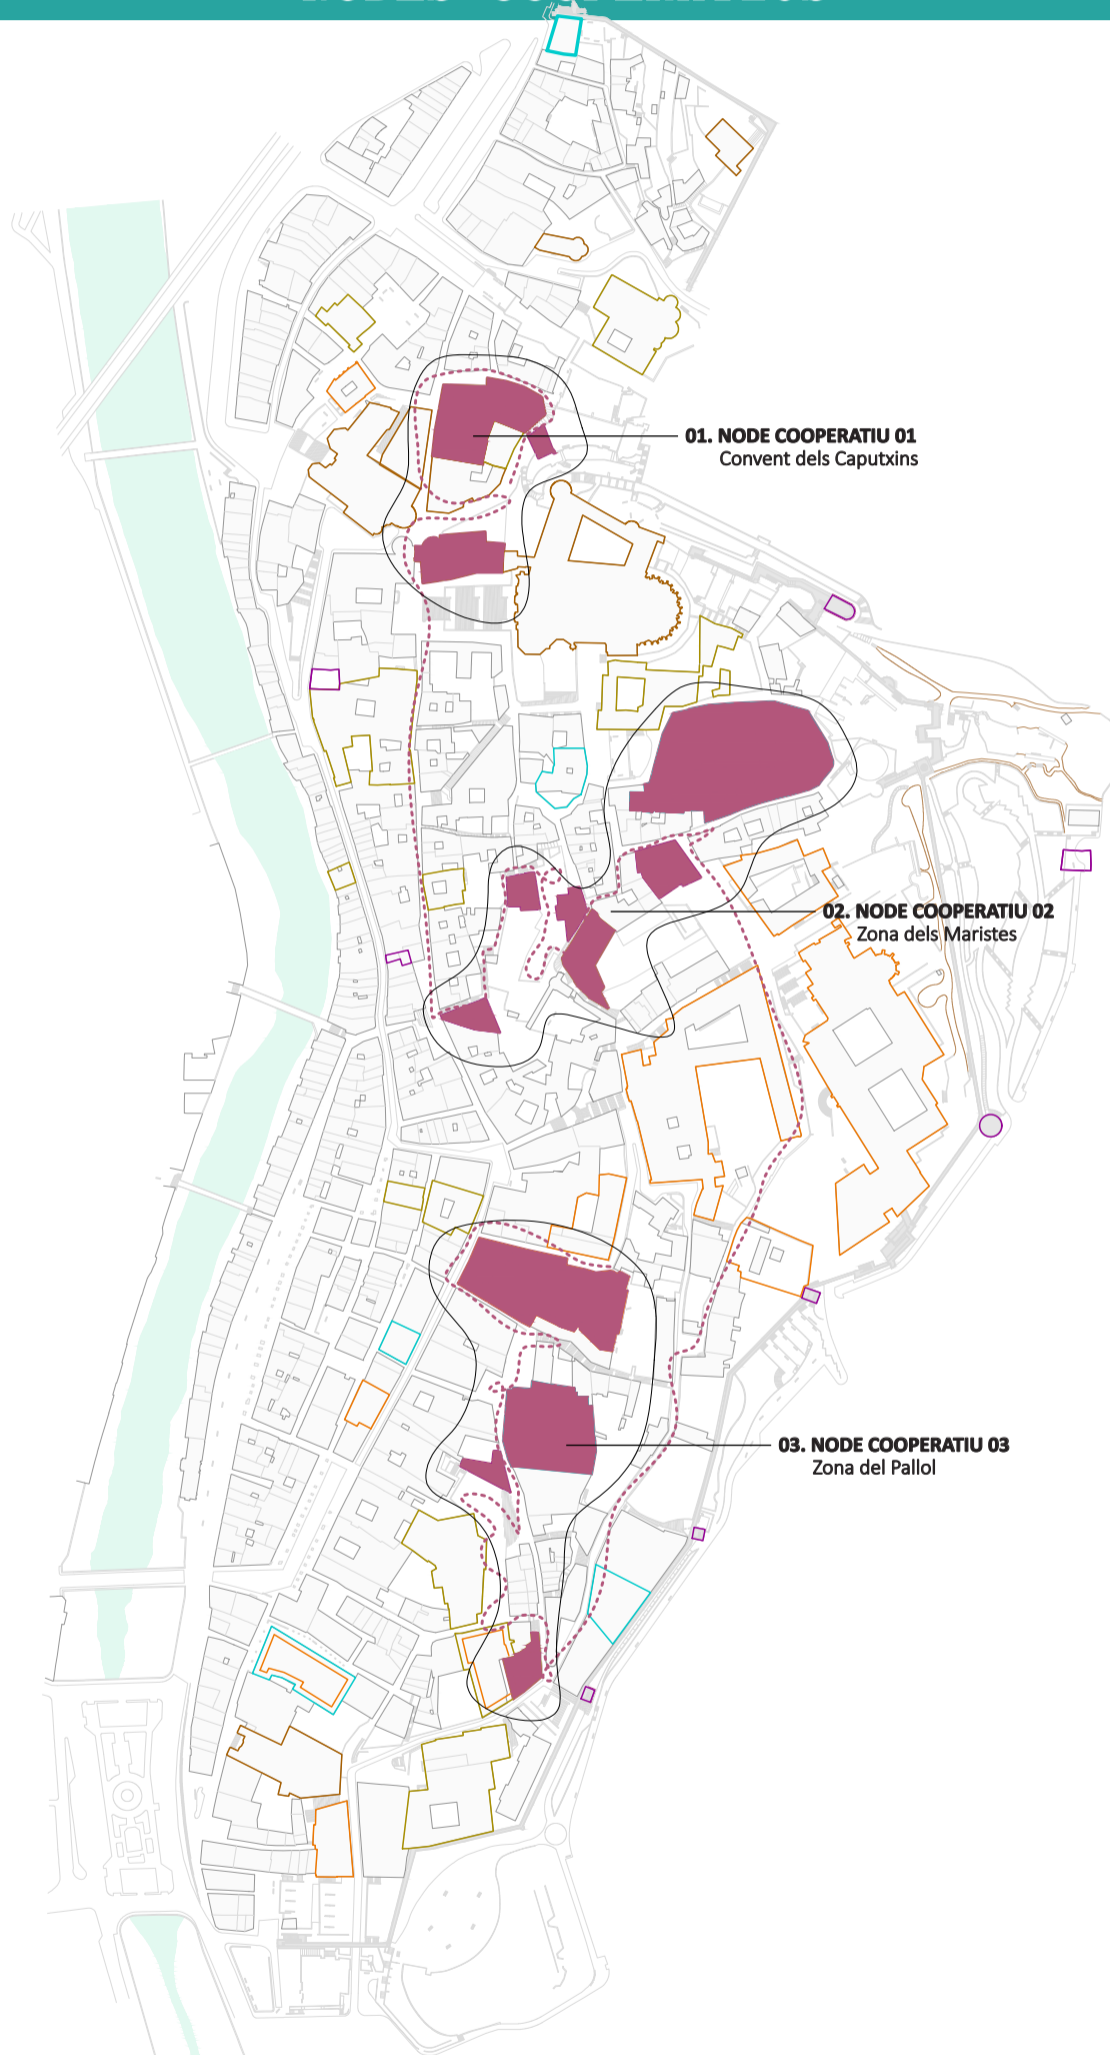 01. NODE COOPERATIU 01
Convent dels Caputxins
02. NODE COOPERATIU 02
Zona dels Maristes
03. NODE COOPERATIU 03
Zona del Pallol